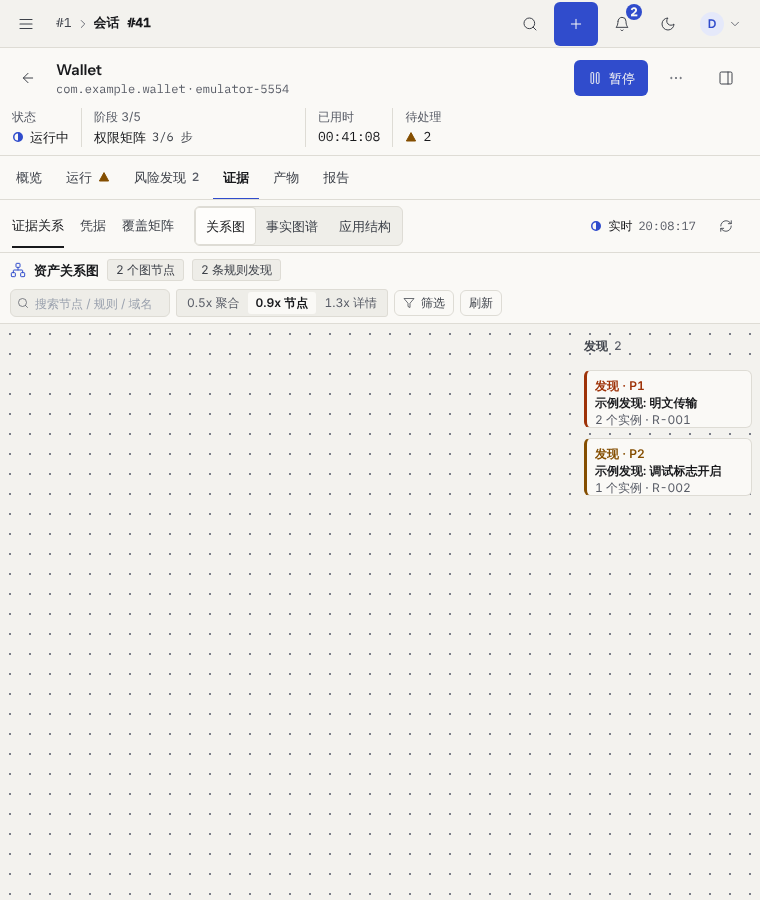 #1 会话 #41
2
D
Wallet
com.example.wallet · emulator-5554
暂停
状态 阶段 3/5 已用时 待处理
运行中 权限矩阵 3/6 步 00:41:08 2
概览 运行 风险发现 2 证据 产物 报告
证据关系 凭据 覆盖矩阵 关系图 事实图谱 应用结构 实时 20:08:17
资产关系图 2 个图节点 2 条规则发现
搜索节点 / 规则 / 域名 0.5x 聚合 0.9x 节点 1.3x 详情 筛选 刷新
发现 2
发现 · P1
示例发现: 明文传输
2 个实例 · R-001
发现 · P2
示例发现: 调试标志开启
1 个实例 · R-002